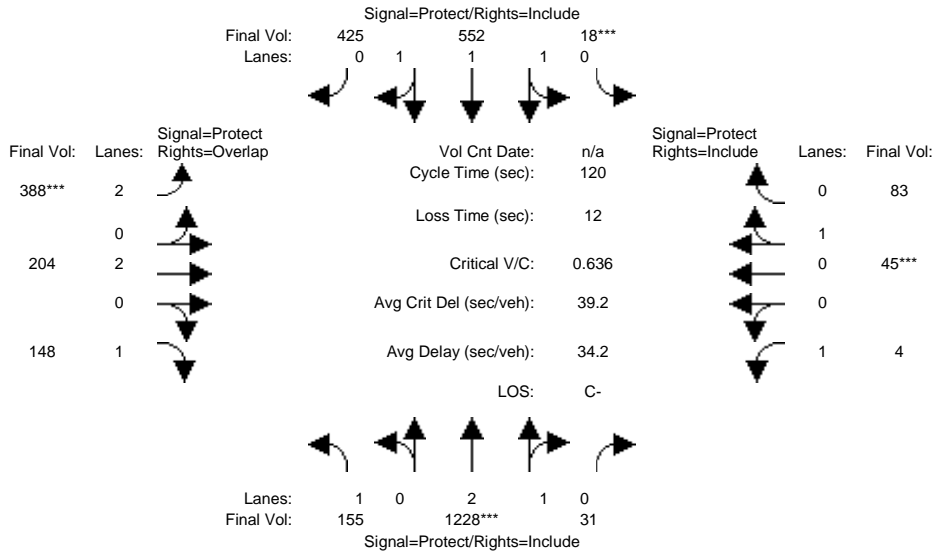 Signal=Protect/Rights=Include
Final Vol: 425 552 18***
Lanes: 0 1 1 1 0
Signal=Protect Signal=Protect
Final Vol: Lanes: Rights=Overlap Vol Cnt Date: n/a Rights=Include Lanes: Final Vol:
Cycle Time (sec): 120
388*** 2 0 83
Loss Time (sec): 12
0 1
204 2 Critical V/C: 0.636 0 45***
0 Avg Crit Del (sec/veh): 39.2 0
148 1 Avg Delay (sec/veh): 34.2 1 4
LOS: C-
Lanes: 1 0 2 1 0
Final Vol: 155 1228*** 31
Signal=Protect/Rights=Include